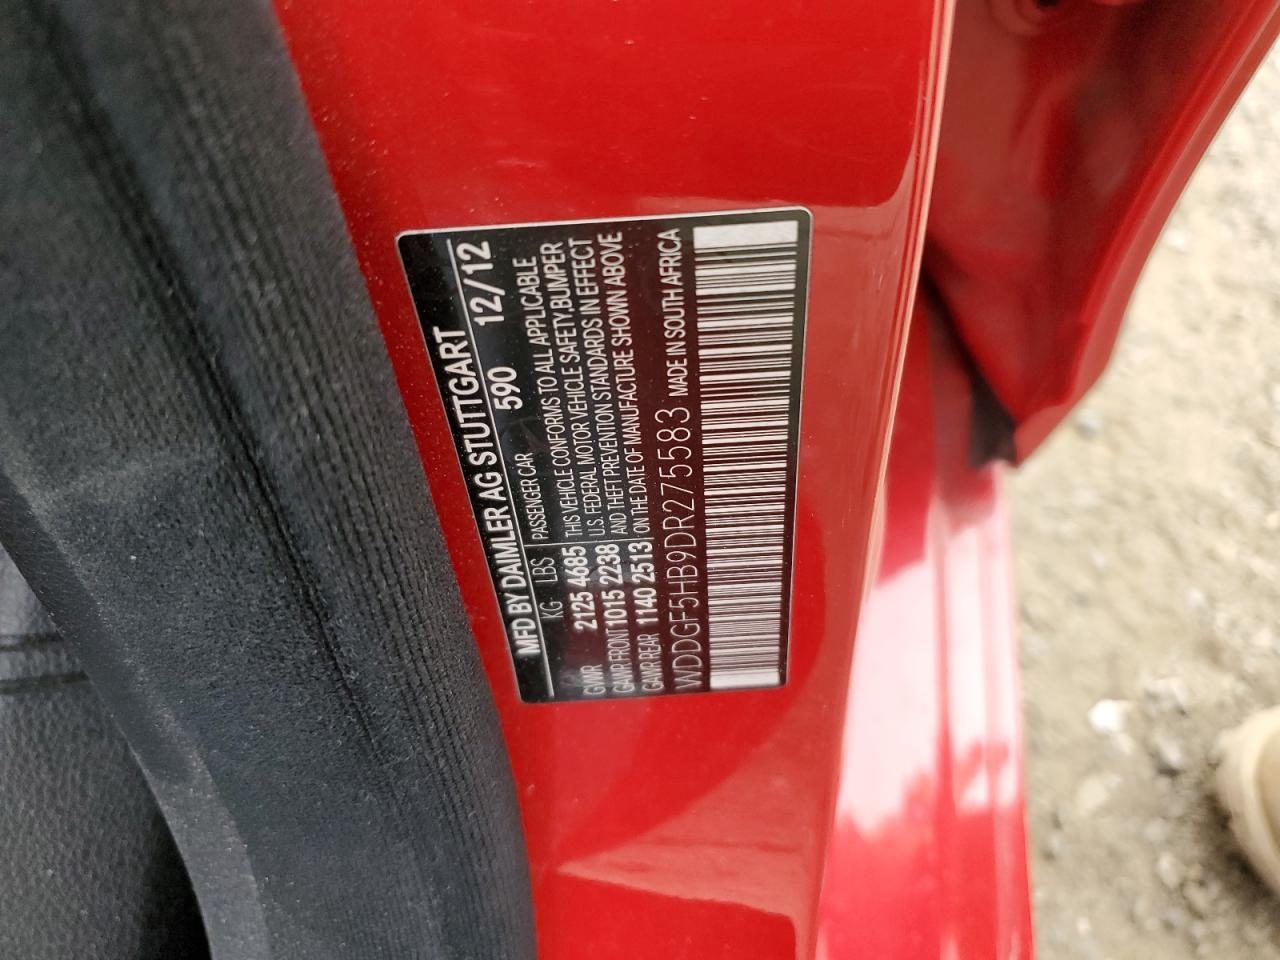 MFD BY DAIMLER AG STUTTGART
KG LBS PASSENGER CAR 590 12/12
GVWR 2125 4685 THIS VEHICLE CONFORMS TO ALL APPLICABLE
GAWR FRONT 1015 2238 U.S. FEDERAL MOTOR VEHICLE SAFETY, BUMPER
GAWR REAR 1140 2513 AND THEFT PREVENTION STANDARDS IN EFFECT
ON THE DATE OF MANUFACTURE SHOWN ABOVE
WDDGF5HB9DR275583 MADE IN SOUTH AFRICA